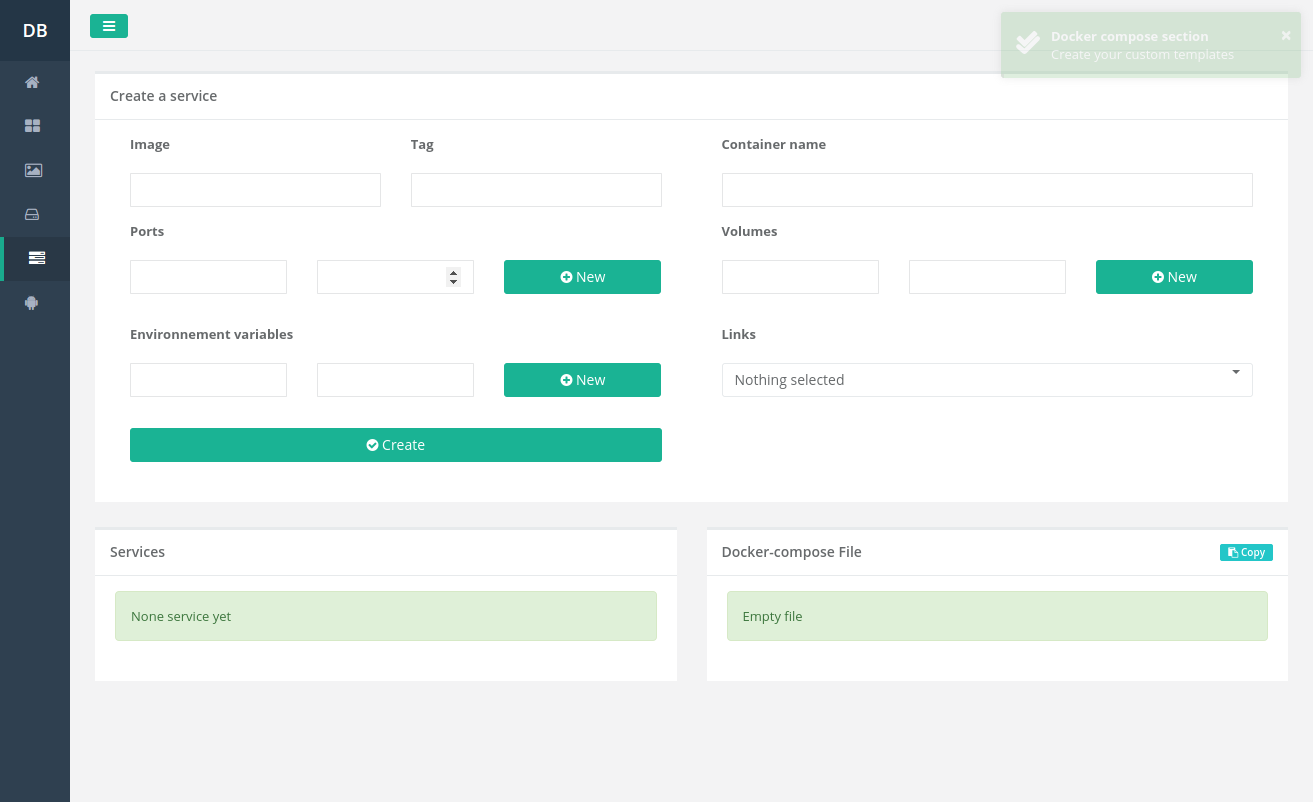 DB
Docker compose section
×
Create your custom templates
Create a service
Image
Tag
Container name
Ports
Volumes
New
New
Environnement variables
Links
New
Nothing selected
Create
Services
Docker-compose File
Copy
None service yet
Empty file